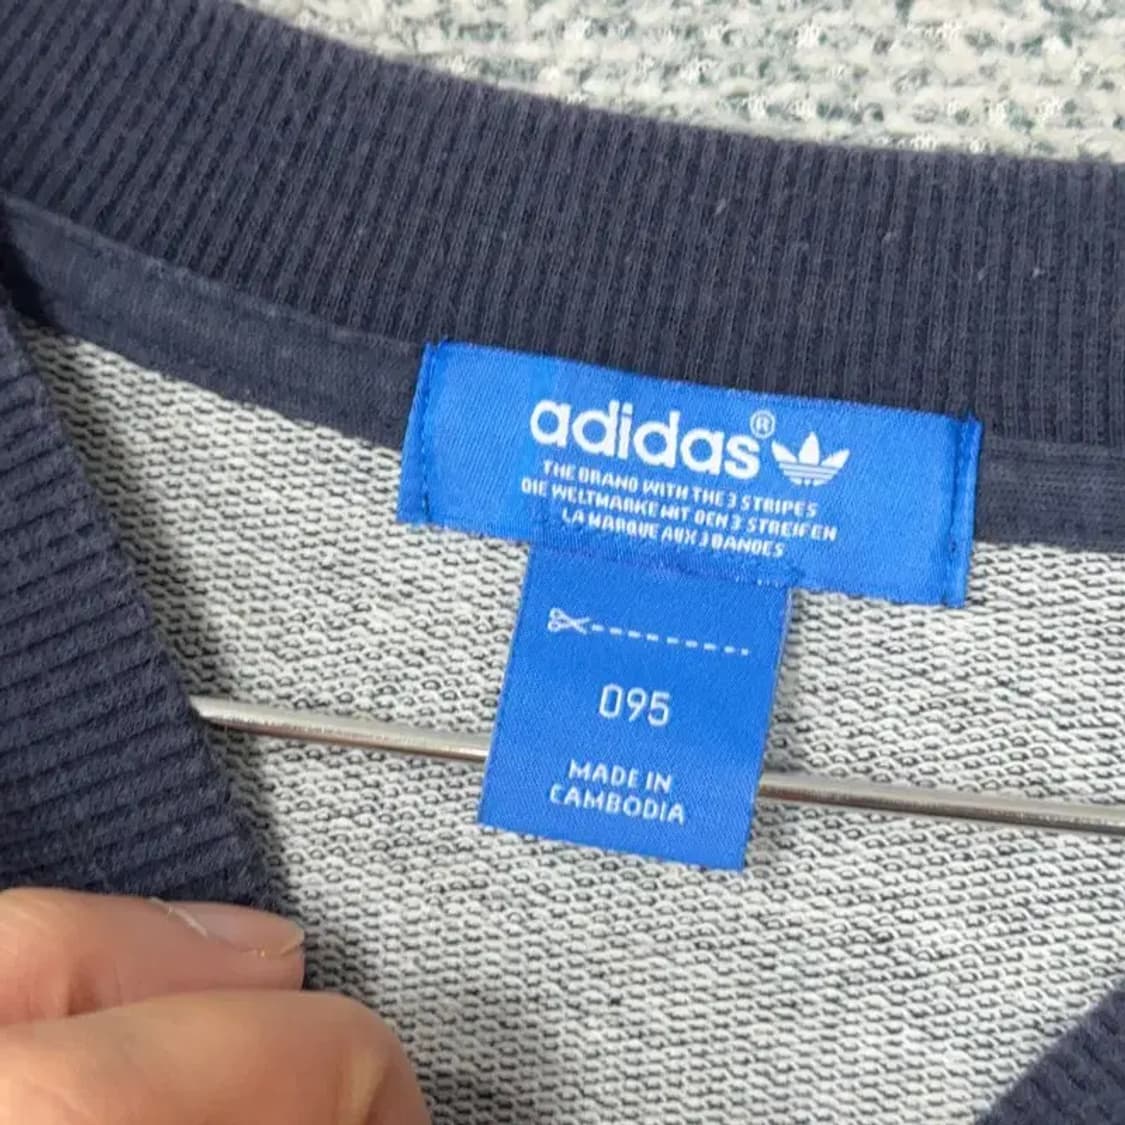 adidas®
THE BRAND WITH THE 3 STRIPES
DIE WELTMARKE MIT DEN 3 STREIFEN
LA MARQUE AUX 3 BANDES
095
MADE IN
CAMBODIA